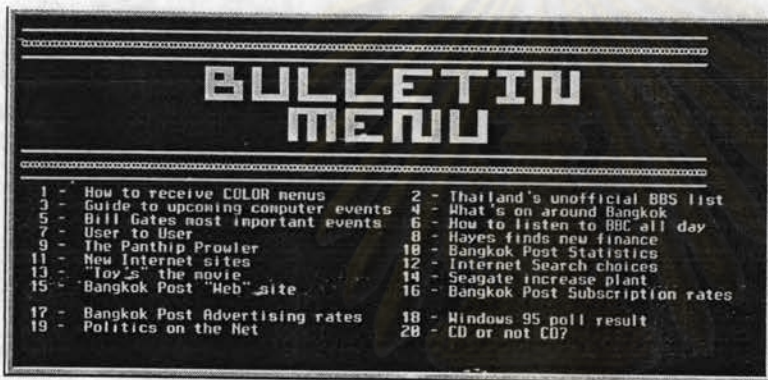 BULLETIN
MENU
1 - How to receive COLOR menus 2 - Thailand's unofficial BBS list
3 - Guide to upcoming computer events 4 - What's on around Bangkok
5 - Bill Gates most important events 6 - How to listen to BBC all day
7 - User to User 8 - Hayes finds new finance
9 - The Panthip Prowler 10 - Bangkok Post Statistics
11 - New Internet sites 12 - Internet Search choices
13 - "Toy s" the movie 14 - Seagate increase plant
15 - Bangkok Post "Web" site 16 - Bangkok Post Subscription rates
17 - Bangkok Post Advertising rates 18 - Windows 95 poll result
19 - Politics on the Net 20 - CD or not CD?